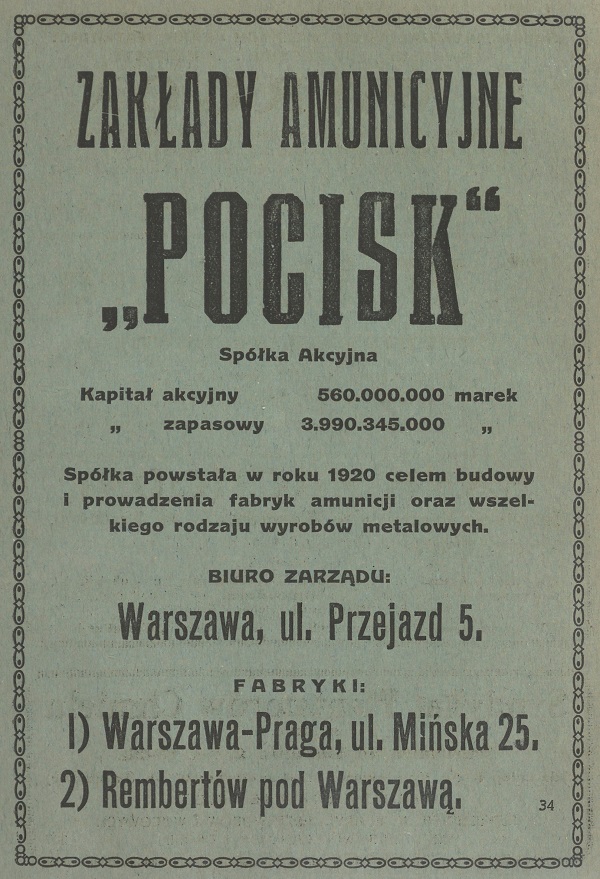 ZAKŁADY AMUNICYJNE
„POCISK“
Spółka Akcyjna
Kapitał akcyjny 560.000.000 marek
„ zapasowy 3.990.345.000 „
Spółka powstała w roku 1920 celem budowy
i prowadzenia fabryk amunicji oraz wszel-
kiego rodzaju wyrobów metalowych.
BIURO ZARZĄDU:
Warszawa, ul. Przejazd 5.
FABRYKI:
1) Warszawa-Praga, ul. Mińska 25.
2) Rembertów pod Warszawą.
34